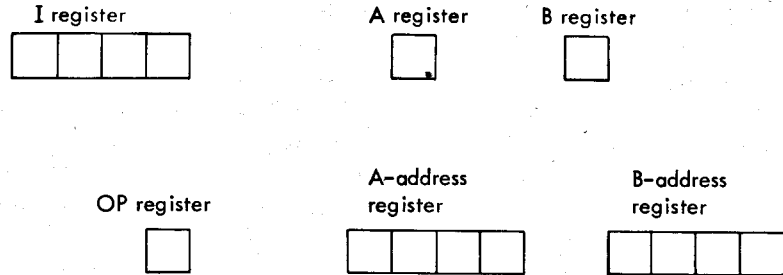 I register
A register
B register
OP register
A-address
register
B-address
register